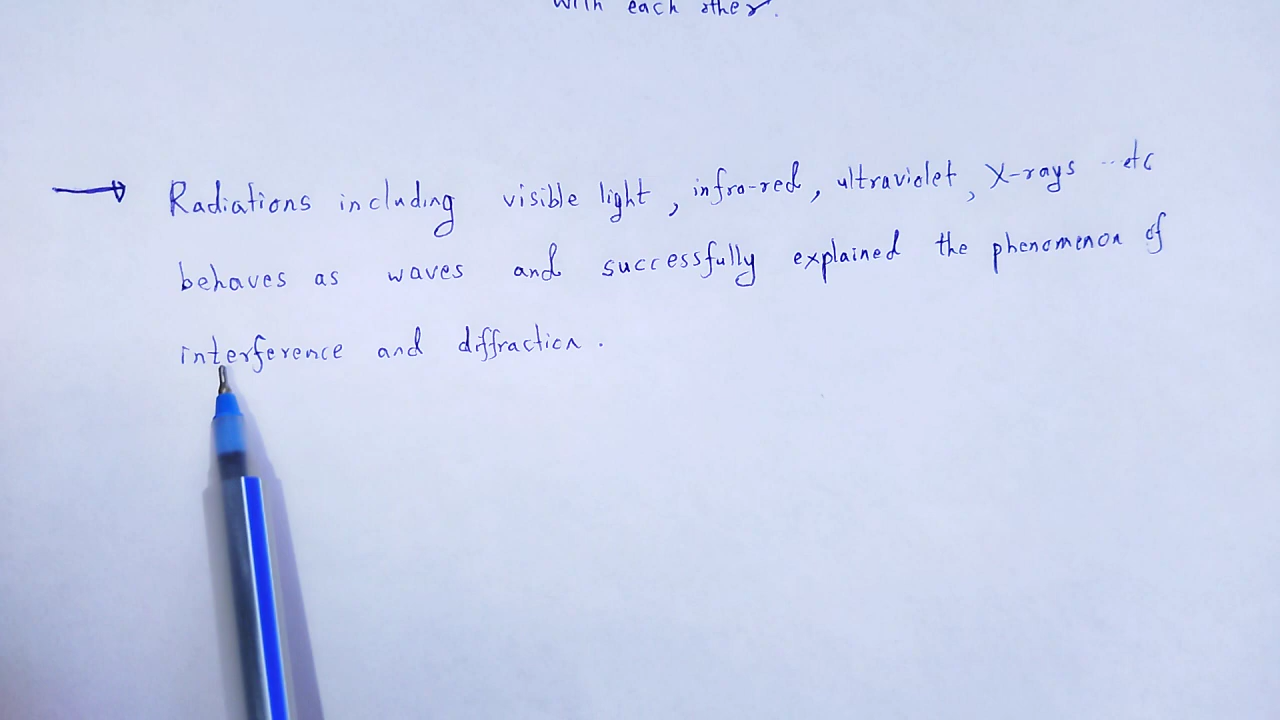 with each other.
→ Radiations including visible light, infra-red, ultraviolet, X-rays ...etc
behaves as waves and successfully explained the phenomenon of
interference and diffraction.